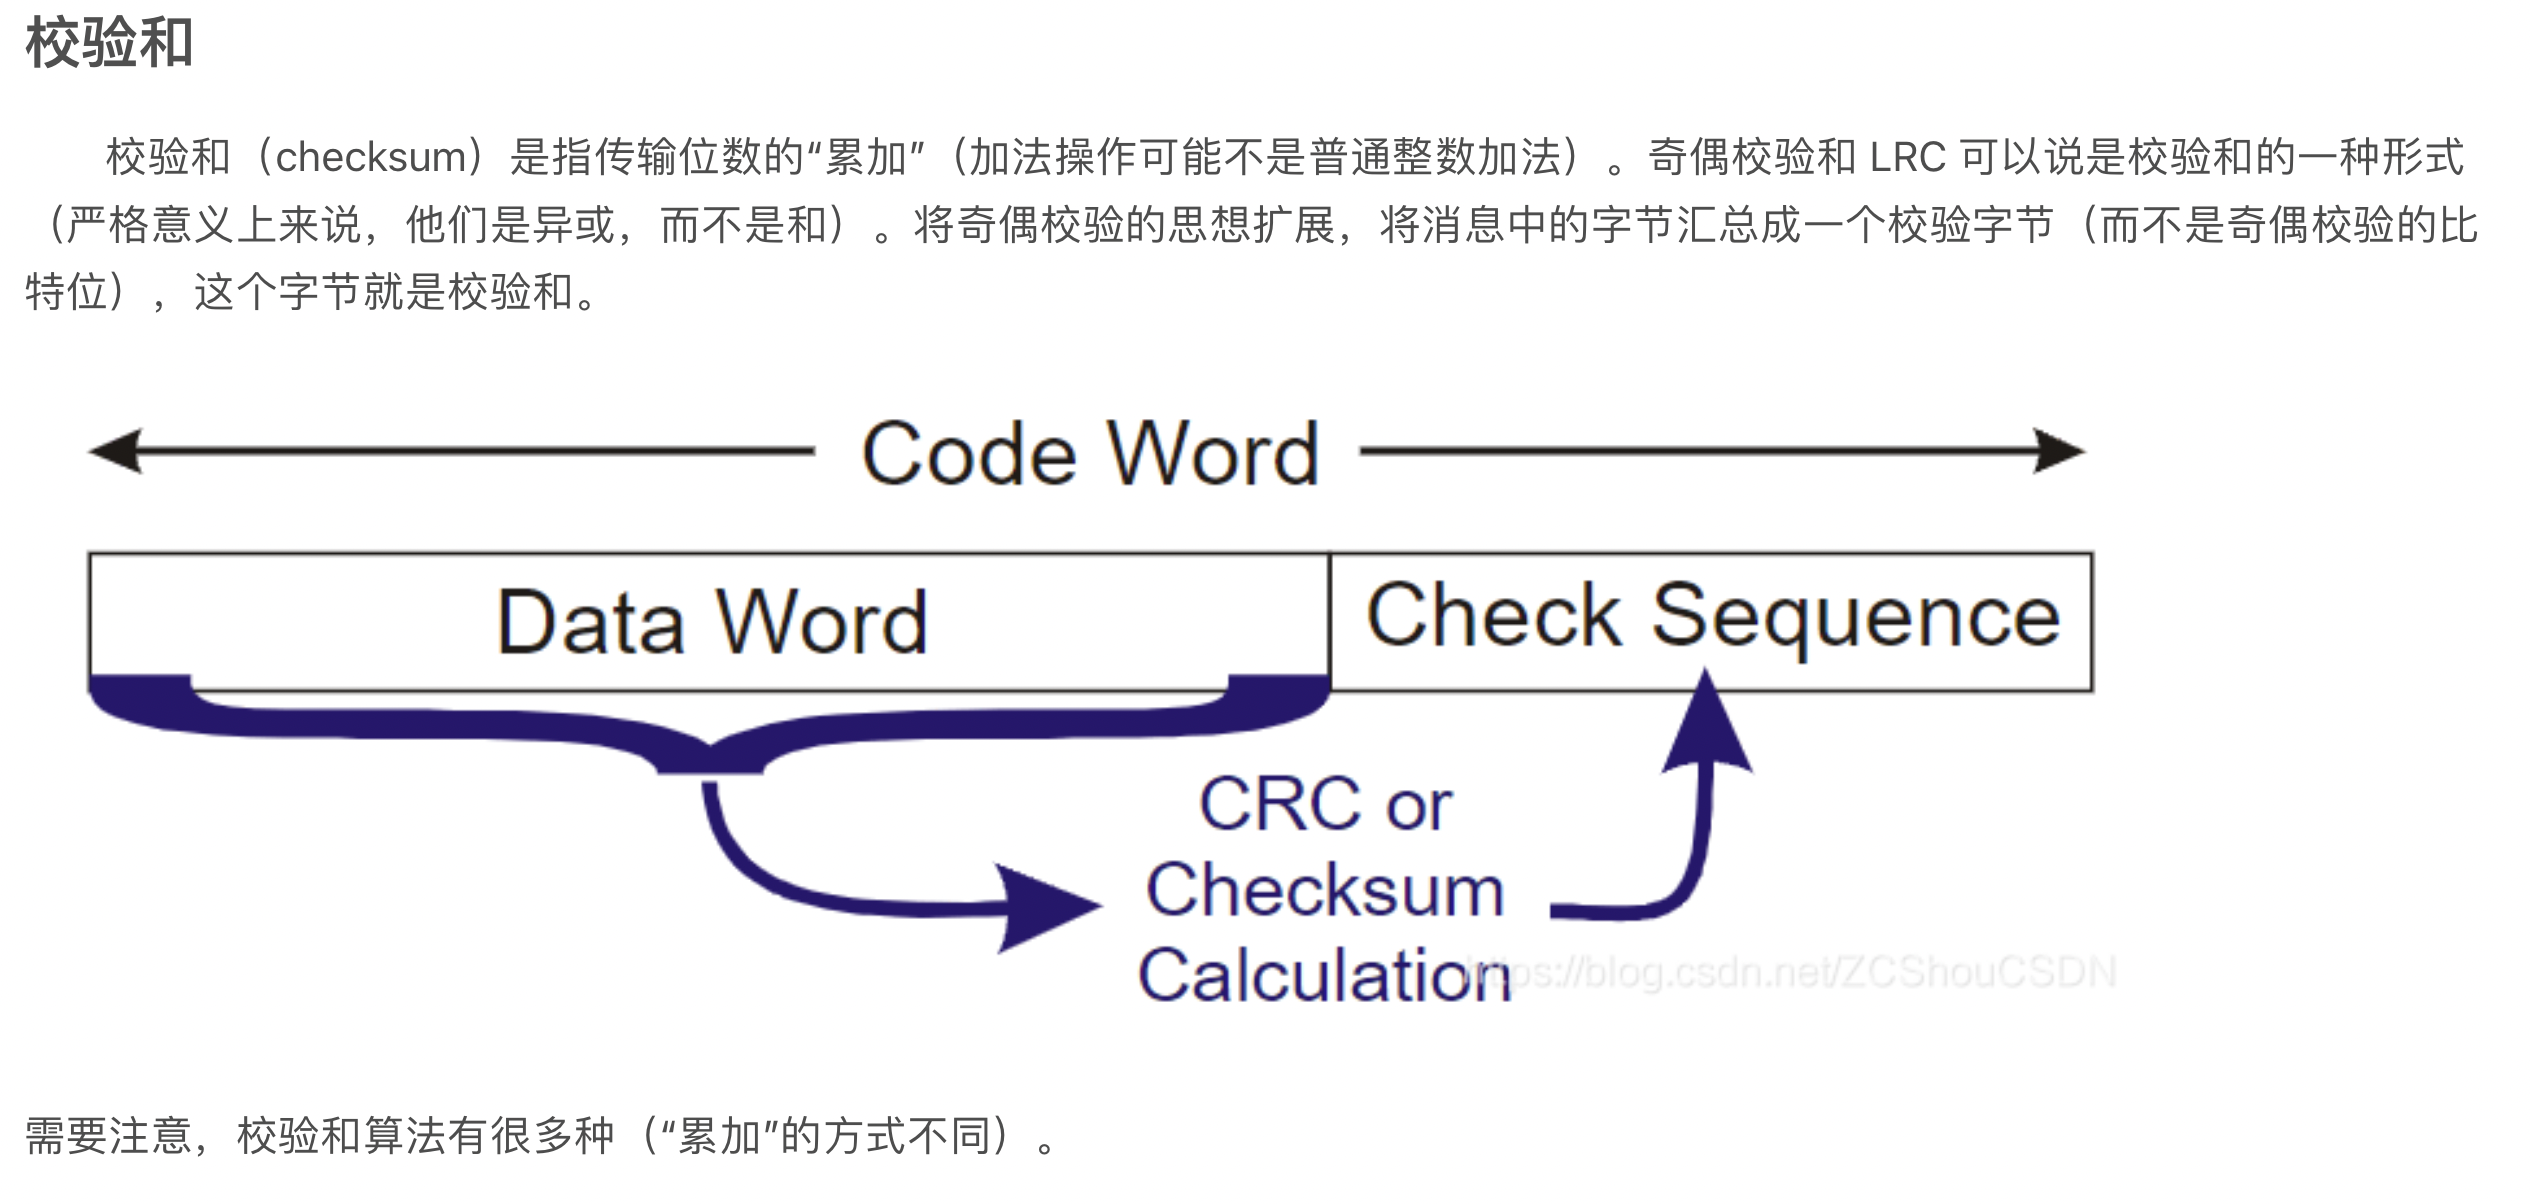 校验和
校验和（checksum）是指传输位数的“累加”（加法操作可能不是普通整数加法）。奇偶校验和 LRC 可以说是校验和的一种形式
（严格意义上来说，他们是异或，而不是和）。将奇偶校验的思想扩展，将消息中的字节汇总成一个校验字节（而不是奇偶校验的比
特位），这个字节就是校验和。
Code Word
Data Word
Check Sequence
CRC or
Checksum
Calculation
https://blog.csdn.net/ZCShouCSDN
需要注意，校验和算法有很多种（“累加”的方式不同）。